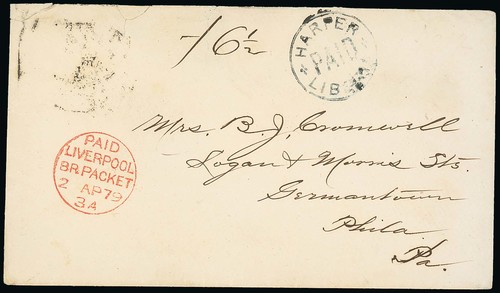 /6½
HARPER
PAID
LIBERIA
Mrs. B. J. Cromwell
Logan & Morris Sts.
Germantown
Phila
Pa.
PAID
LIVERPOOL
BR. PACKET
2 AP 79
3A